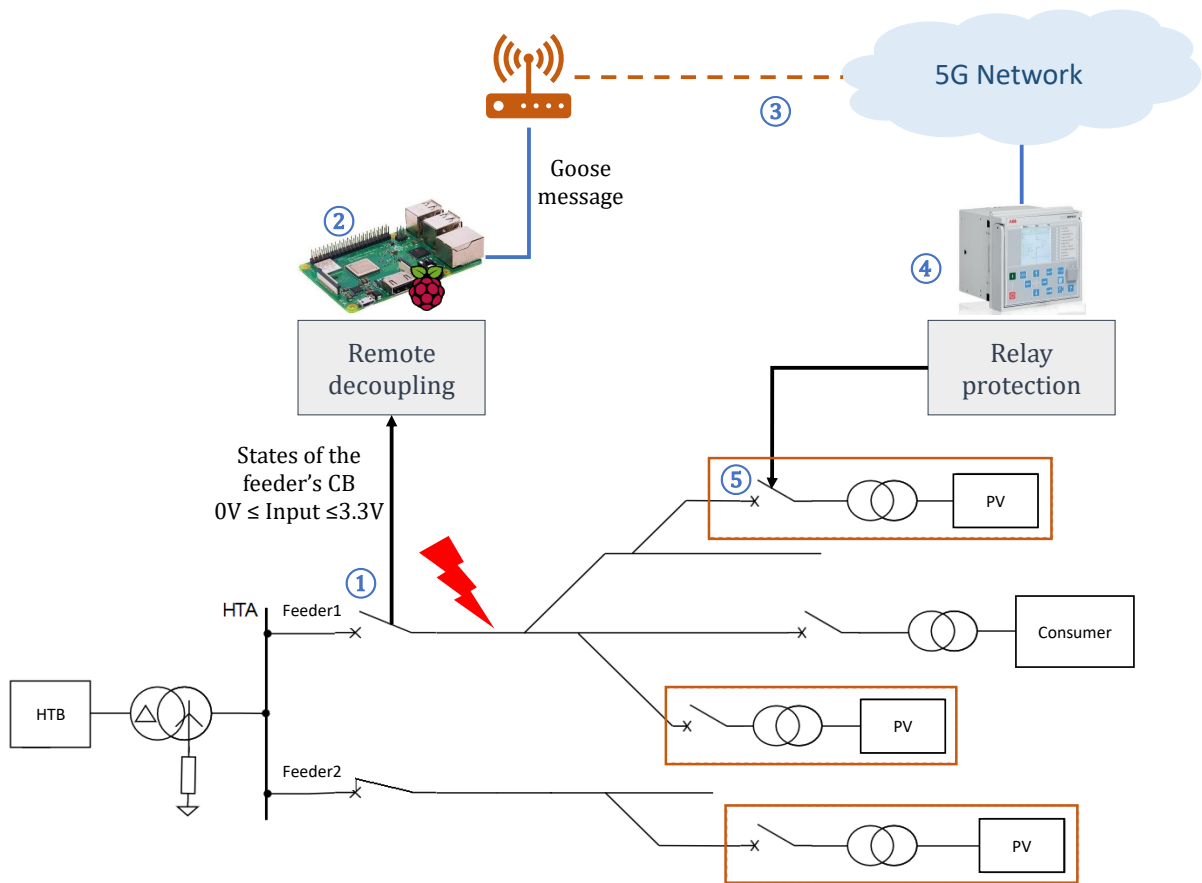 5G Network
③
Goose
message
②
ABB
④
Remote
decoupling
Relay
protection
States of the
feeder’s CB
0V ≤ Input ≤3.3V
⑤
PV
①
HTA
Feeder1
Consumer
HTB
PV
Feeder2
PV